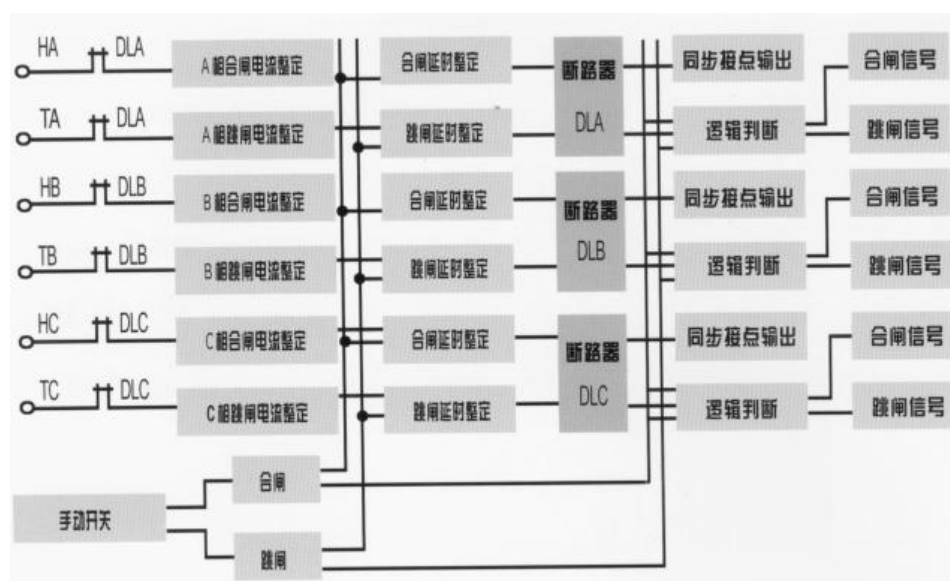 HA DLA A相合闸电流整定 合闸延时整定 断路器 同步接点输出 合闸信号
TA DLA A相跳闸电流整定 跳闸延时整定 DLA 逻辑判断 跳闸信号
HB DLB B相合闸电流整定 合闸延时整定 断路器 同步接点输出 合闸信号
TB DLB B相跳闸电流整定 跳闸延时整定 DLB 逻辑判断 跳闸信号
HC DLC C相合闸电流整定 合闸延时整定 断路器 同步接点输出 合闸信号
TC DLC C相跳闸电流整定 跳闸延时整定 DLC 逻辑判断 跳闸信号
合闸
手动开关
跳闸